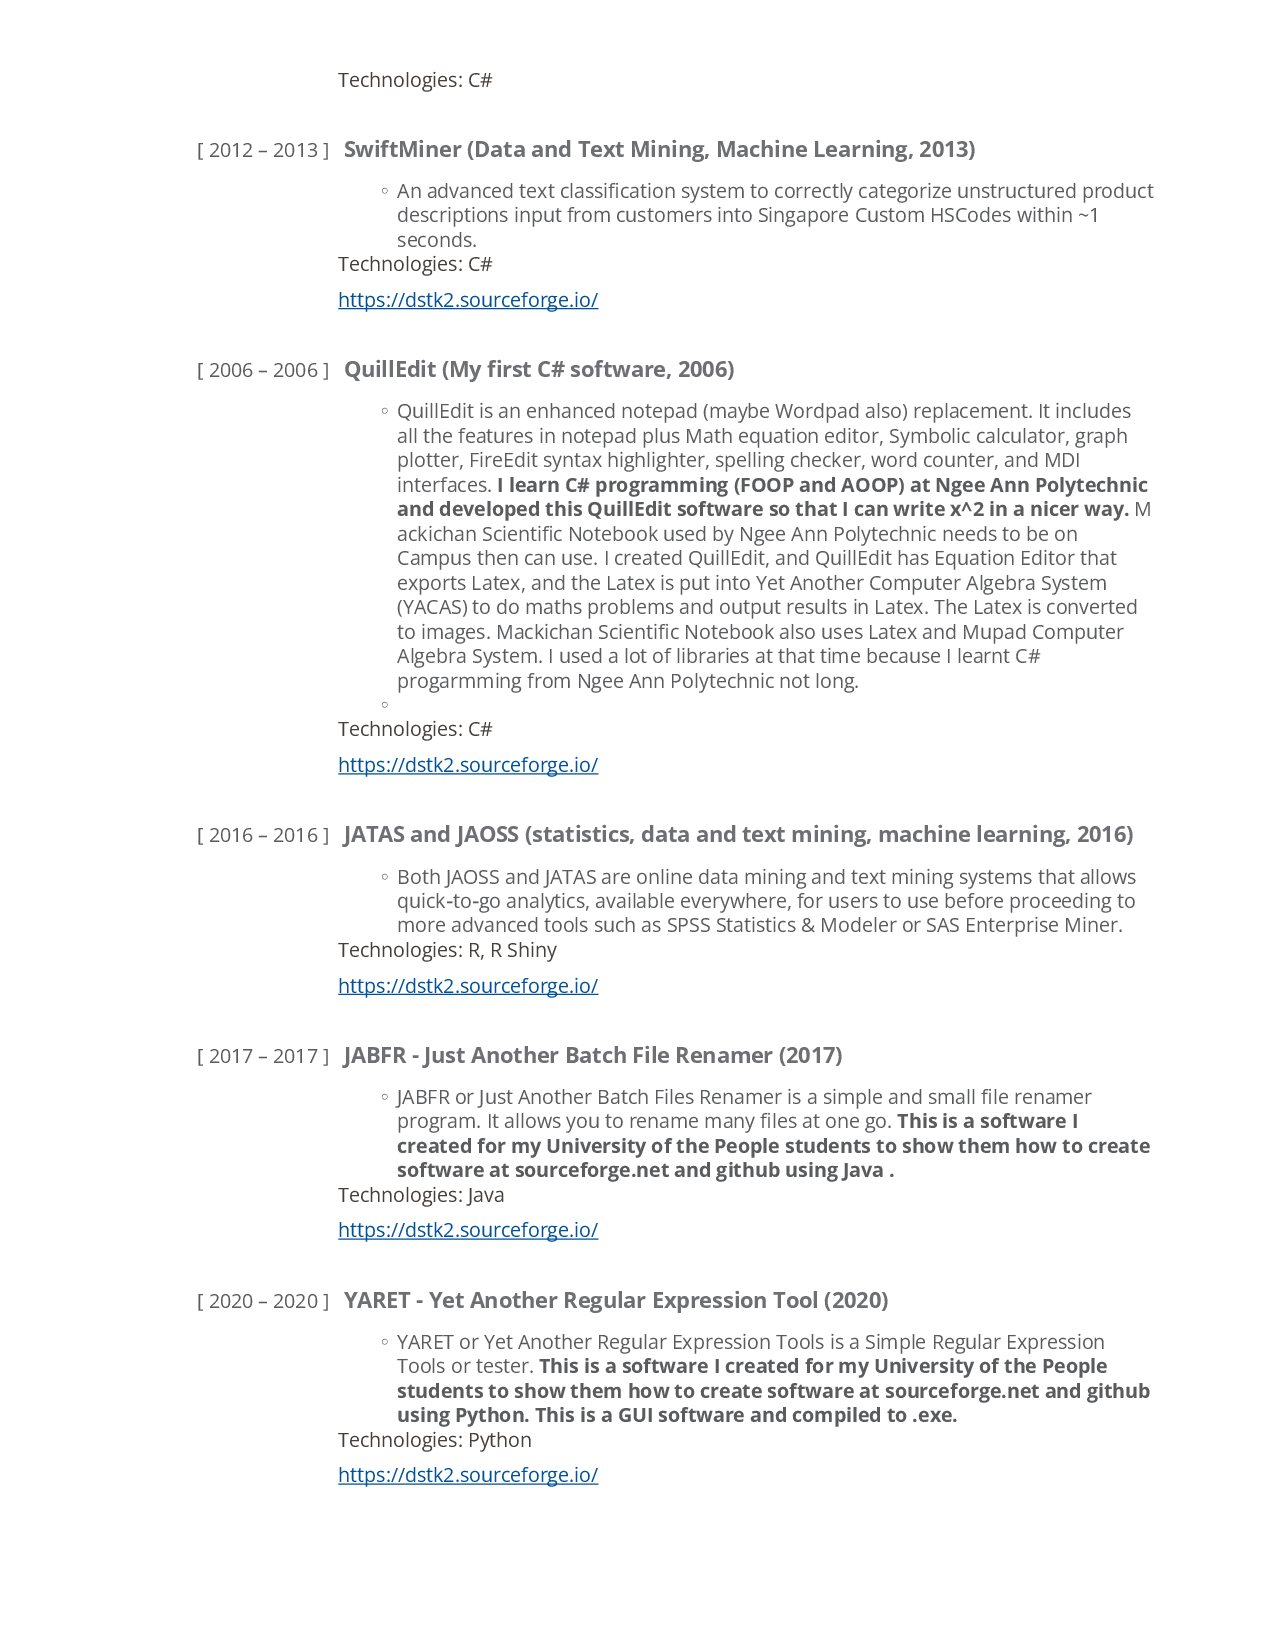 Technologies: C#
[ 2012 – 2013 ] SwiftMiner (Data and Text Mining, Machine Learning, 2013)
◦ An advanced text classification system to correctly categorize unstructured product
descriptions input from customers into Singapore Custom HSCodes within ~1
seconds.
Technologies: C#
https://dstk2.sourceforge.io/
[ 2006 – 2006 ] QuillEdit (My first C# software, 2006)
◦ QuillEdit is an enhanced notepad (maybe Wordpad also) replacement. It includes
all the features in notepad plus Math equation editor, Symbolic calculator, graph
plotter, FireEdit syntax highlighter, spelling checker, word counter, and MDI
interfaces. I learn C# programming (FOOP and AOOP) at Ngee Ann Polytechnic
and developed this QuillEdit software so that I can write x^2 in a nicer way. M
ackichan Scientific Notebook used by Ngee Ann Polytechnic needs to be on
Campus then can use. I created QuillEdit, and QuillEdit has Equation Editor that
exports Latex, and the Latex is put into Yet Another Computer Algebra System
(YACAS) to do maths problems and output results in Latex. The Latex is converted
to images. Mackichan Scientific Notebook also uses Latex and Mupad Computer
Algebra System. I used a lot of libraries at that time because I learnt C#
progarmming from Ngee Ann Polytechnic not long.
◦
Technologies: C#
https://dstk2.sourceforge.io/
[ 2016 – 2016 ] JATAS and JAOSS (statistics, data and text mining, machine learning, 2016)
◦ Both JAOSS and JATAS are online data mining and text mining systems that allows
quick-to-go analytics, available everywhere, for users to use before proceeding to
more advanced tools such as SPSS Statistics & Modeler or SAS Enterprise Miner.
Technologies: R, R Shiny
https://dstk2.sourceforge.io/
[ 2017 – 2017 ] JABFR - Just Another Batch File Renamer (2017)
◦ JABFR or Just Another Batch Files Renamer is a simple and small file renamer
program. It allows you to rename many files at one go. This is a software I
created for my University of the People students to show them how to create
software at sourceforge.net and github using Java .
Technologies: Java
https://dstk2.sourceforge.io/
[ 2020 – 2020 ] YARET - Yet Another Regular Expression Tool (2020)
◦ YARET or Yet Another Regular Expression Tools is a Simple Regular Expression
Tools or tester. This is a software I created for my University of the People
students to show them how to create software at sourceforge.net and github
using Python. This is a GUI software and compiled to .exe.
Technologies: Python
https://dstk2.sourceforge.io/